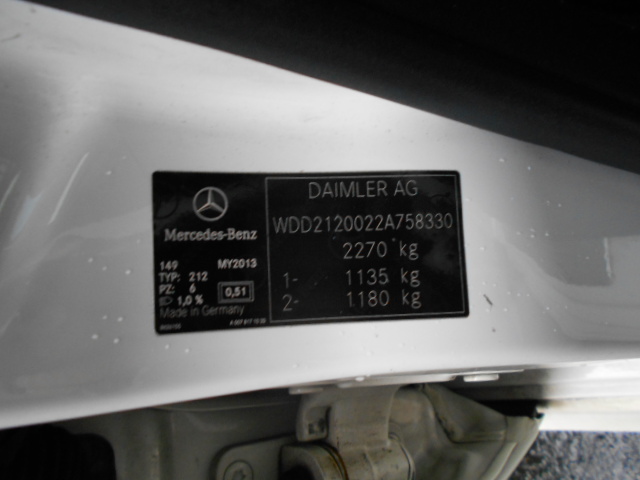 Mercedes-Benz
149 MY2013
TYP: 212
PZ: 6
1,0 % 0,51
Made in Germany
DAIMLER AG
WDD2120022A758330
2270 kg
1- 1135 kg
2- 1180 kg